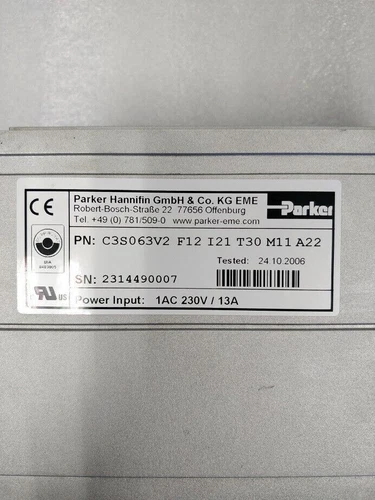 CE
Parker Hannifin GmbH & Co. KG EME
Robert-Bosch-Straße 22 77656 Offenburg
Tel. +49 (0) 781/509-0 www.parker-eme.com
Parker
PN: C3S063V2 F12 I21 T30 M11 A22
Tested: 24.10.2006
SN: 2314490007
Power Input: 1AC 230V / 13A
US